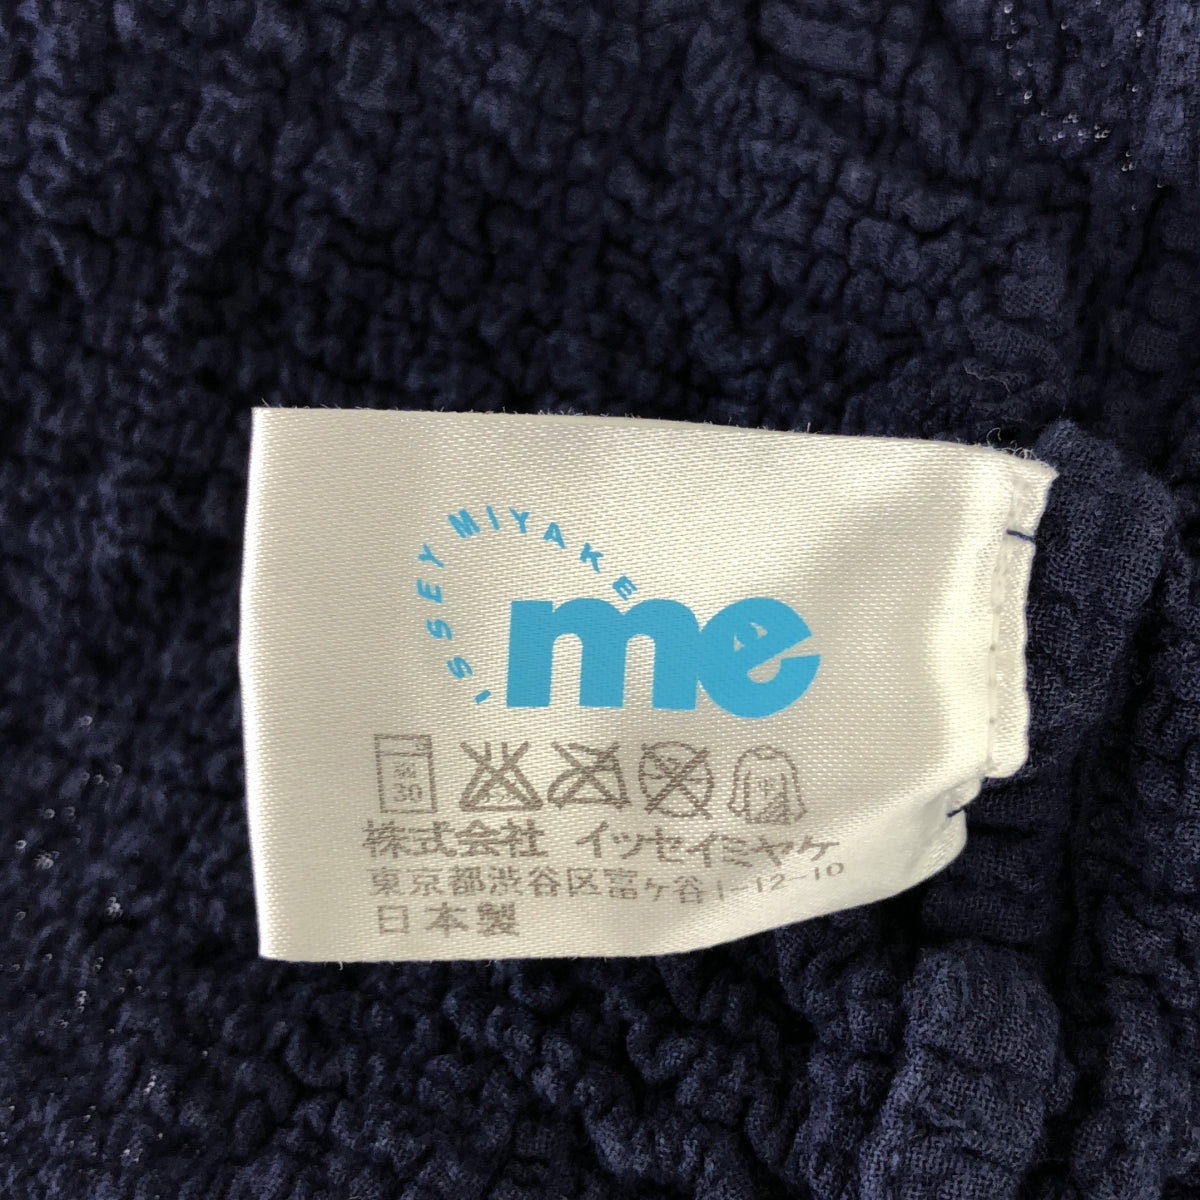 ISSEY MIYAKE
me
30
株式会社 イッセイミヤケ
東京都渋谷区富ヶ谷1-12-10
日本製